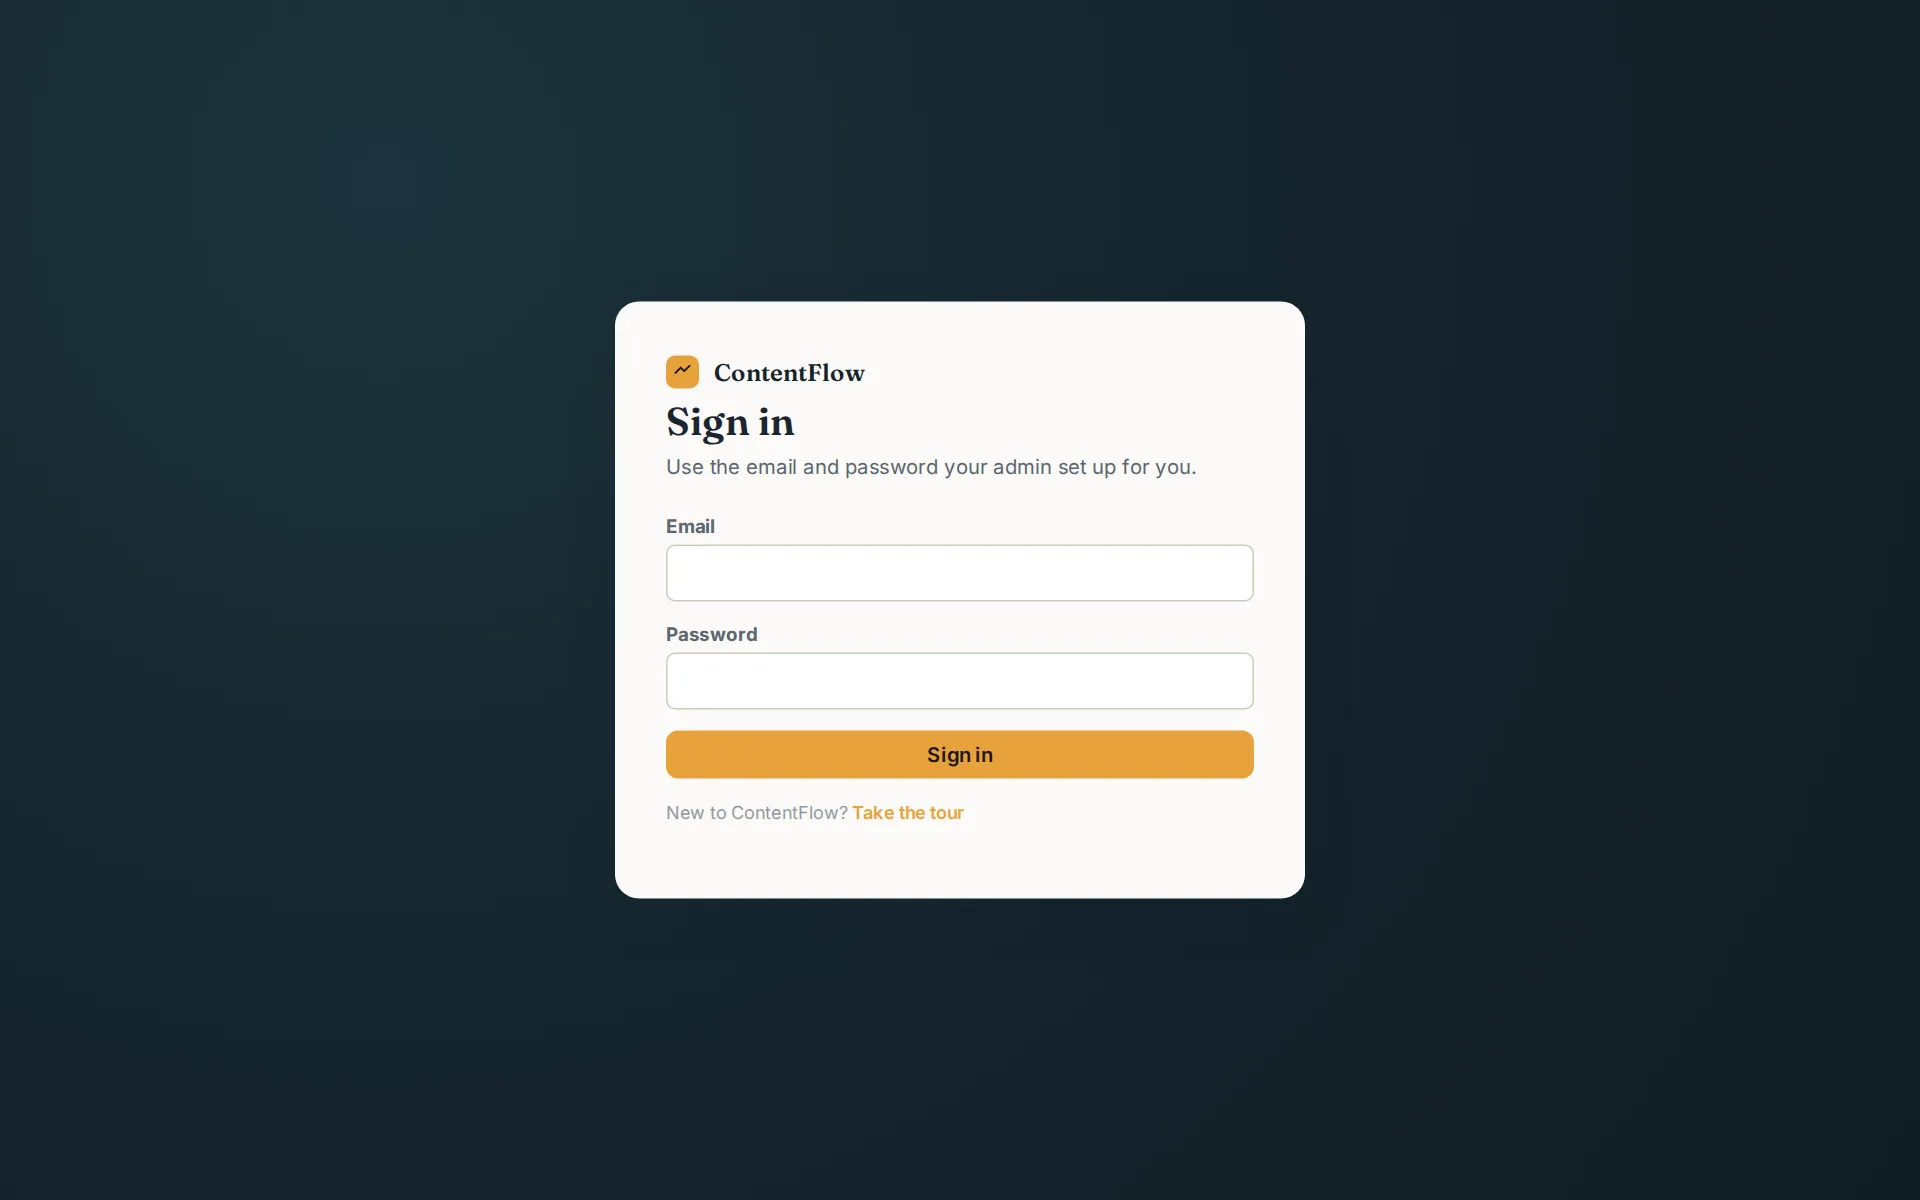 ContentFlow
Sign in
Use the email and password your admin set up for you.
Email
Password
Sign in
New to ContentFlow? Take the tour